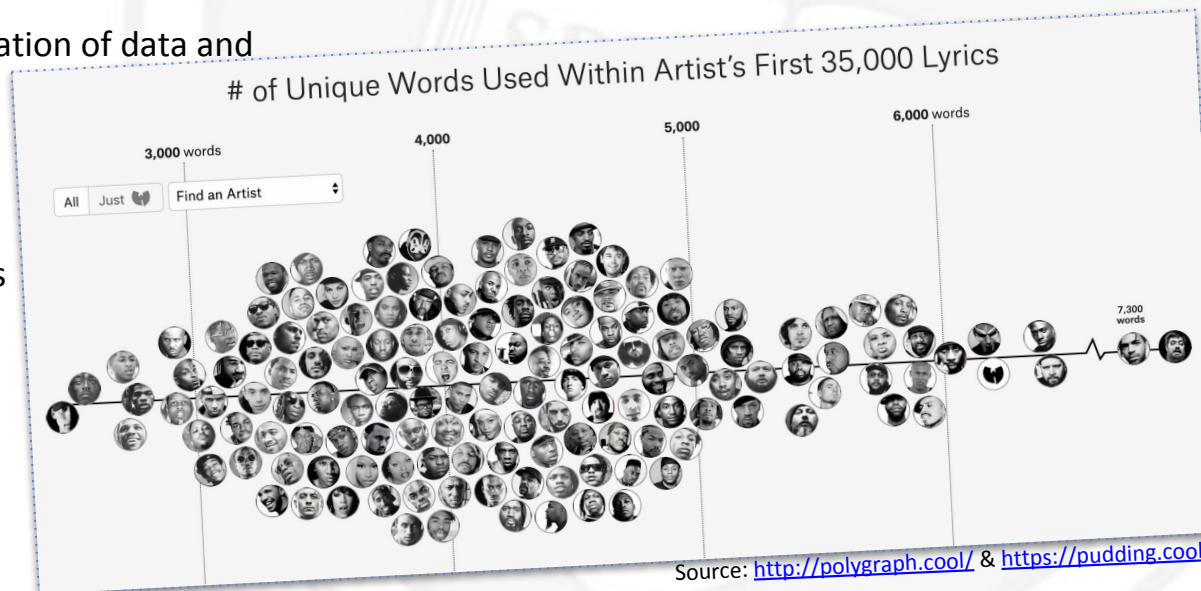 ation of data and
# of Unique Words Used Within Artist's First 35,000 Lyrics
3,000 words
4,000
5,000
6,000 words
All Just Find an Artist
s
7,300
words
Source: http://polygraph.cool/ & https://pudding.cool